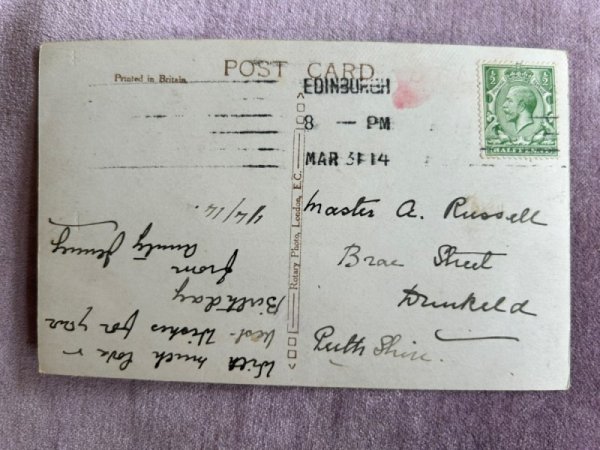 POST CARD
Printed in Britain.
EDINBURGH
8 — PM
MAR 31 14
HALFPENNY
Rotary Photo, London, E.C.
Master A. Russell
Brae Street
Dunkeld
Perth Shire.
With much love &
best- Wishes for your
Birthday
from
Aunty Jenny
1/4/14.